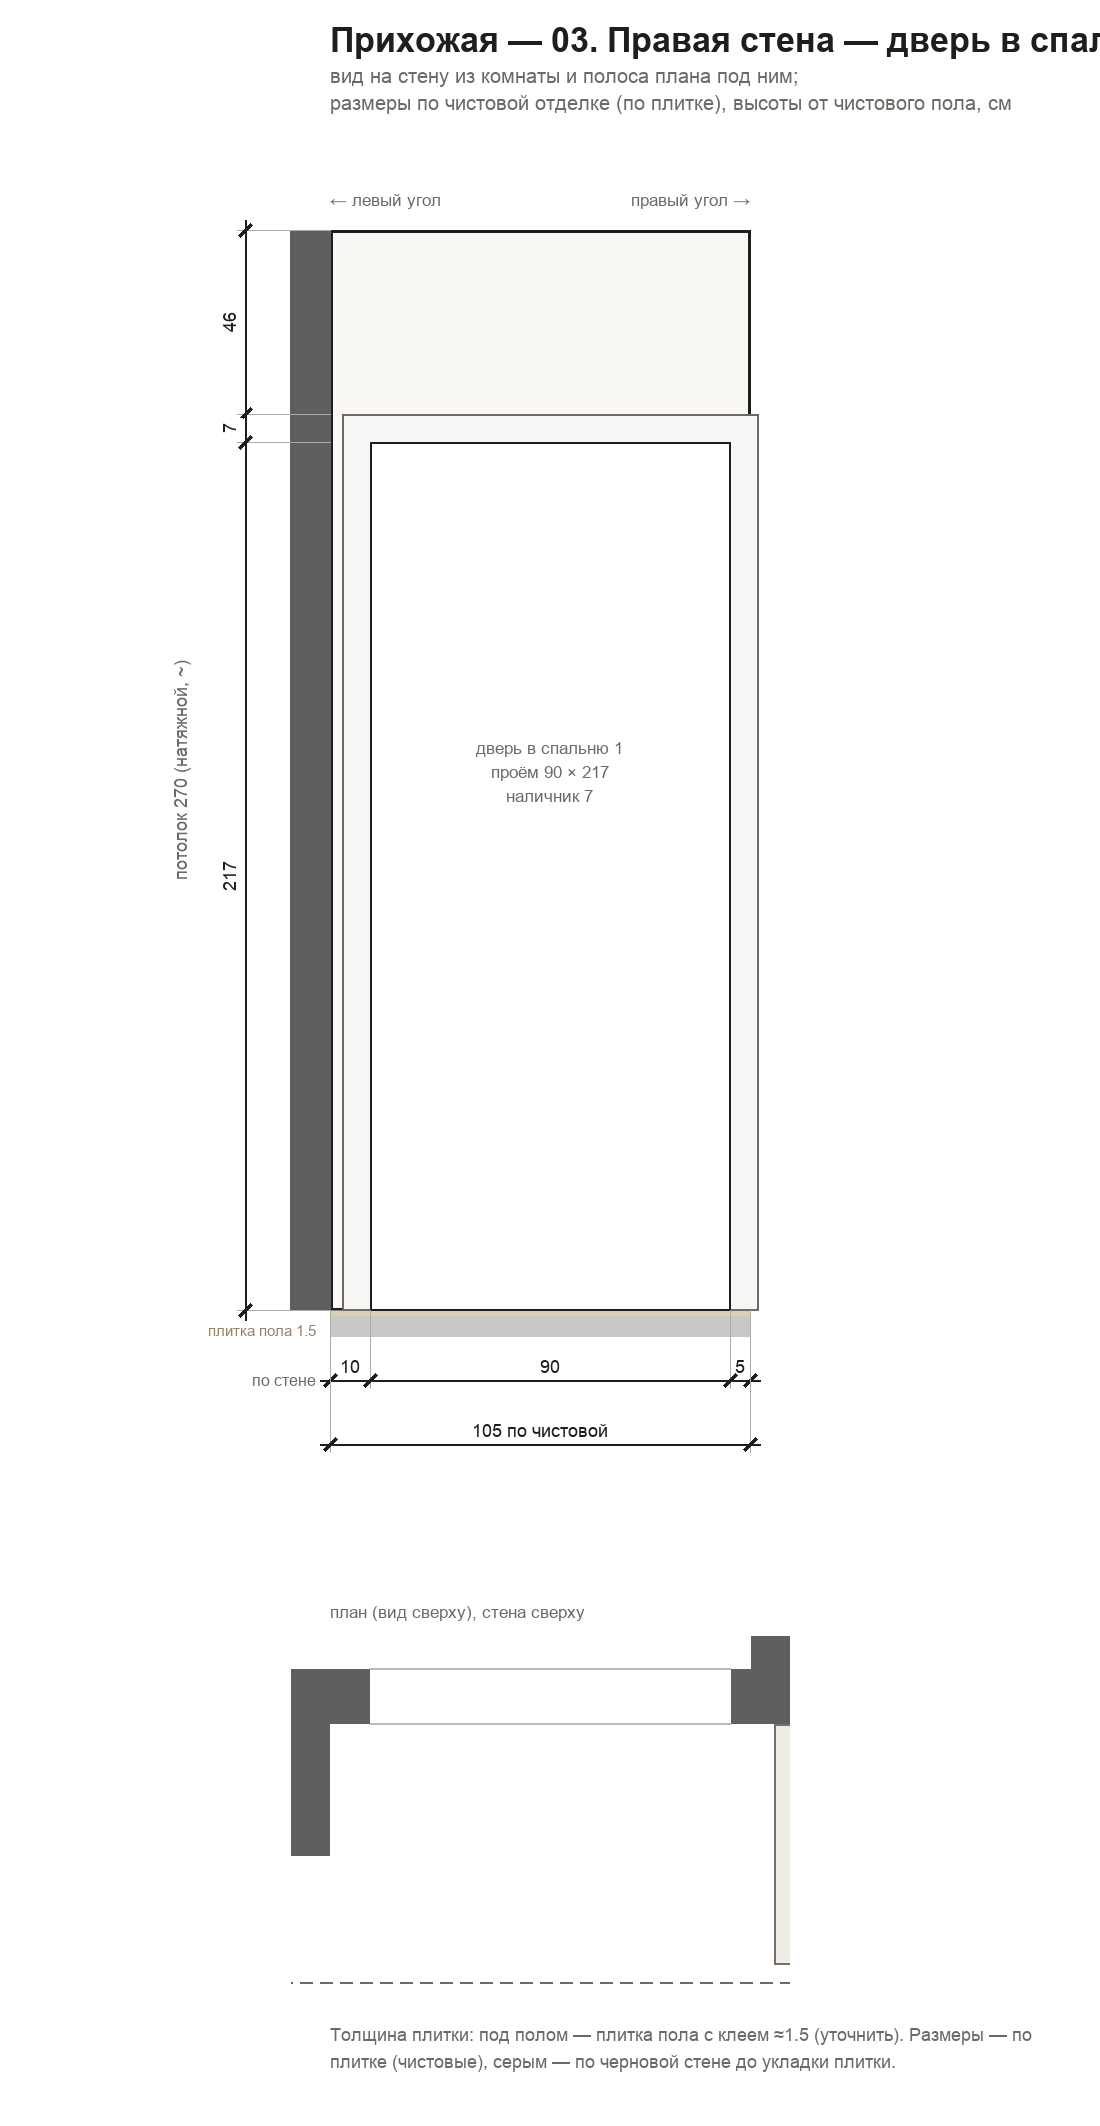 Прихожая — 03. Правая стена — дверь в спал
вид на стену из комнаты и полоса плана под ним;
размеры по чистовой отделке (по плитке), высоты от чистового пола, см
← левый угол
правый угол →
46
7
потолок 270 (натяжной, ~)
217
дверь в спальню 1
проём 90 × 217
наличник 7
плитка пола 1.5
10
90
5
по стене
105 по чистовой
план (вид сверху), стена сверху
Толщина плитки: под полом — плитка пола с клеем ≈1.5 (уточнить). Размеры — по
плитке (чистовые), серым — по черновой стене до укладки плитки.